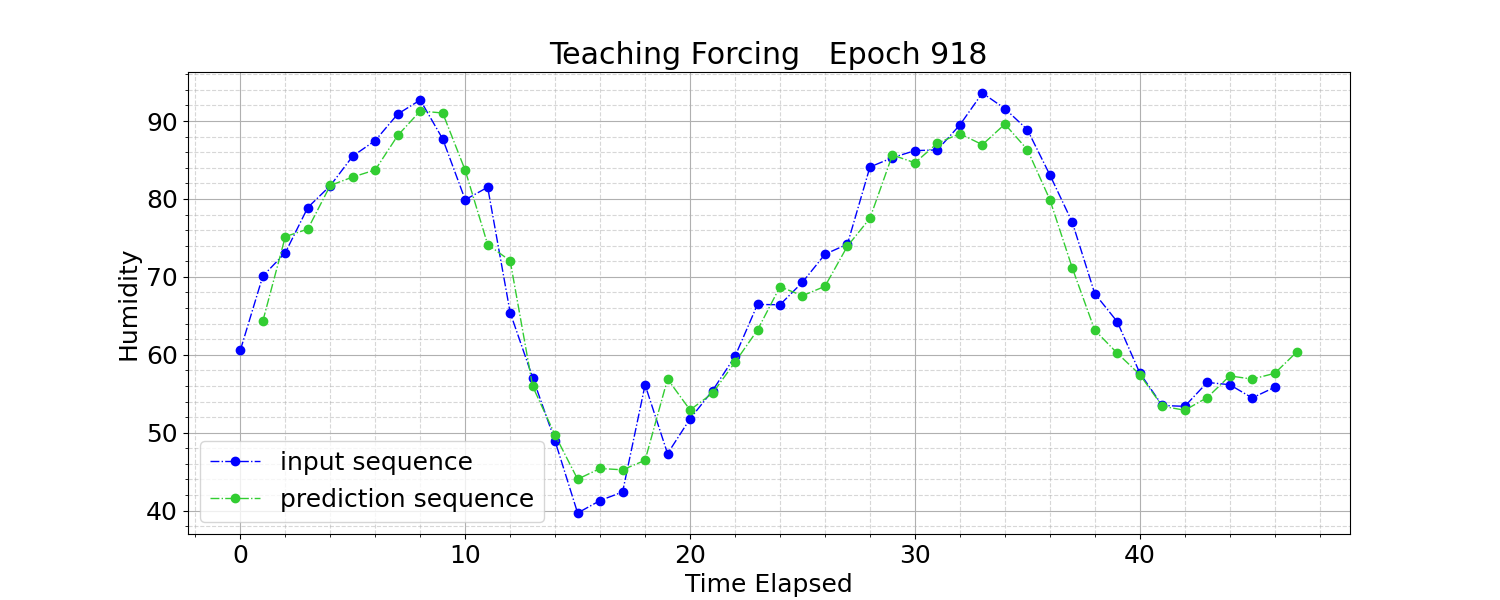 Teaching Forcing   Epoch 918
Humidity
90
80
70
60
50
40
input sequence
prediction sequence
0 10 20 30 40
Time Elapsed